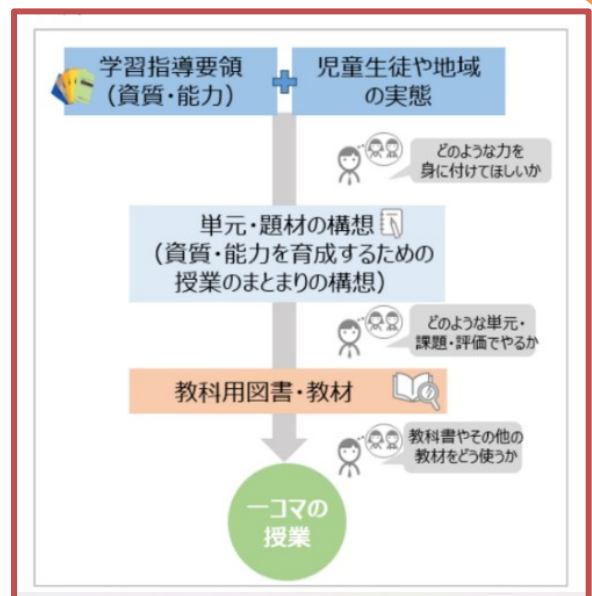 学習指導要領
（資質・能力）
児童生徒や地域
の実態
どのような力を
身に付けてほしいか
単元・題材の構想
（資質・能力を育成するための
授業のまとまりの構想）
どのような単元・
課題・評価でやるか
教科用図書・教材
教科書やその他の
教材をどう使うか
一コマの
授業